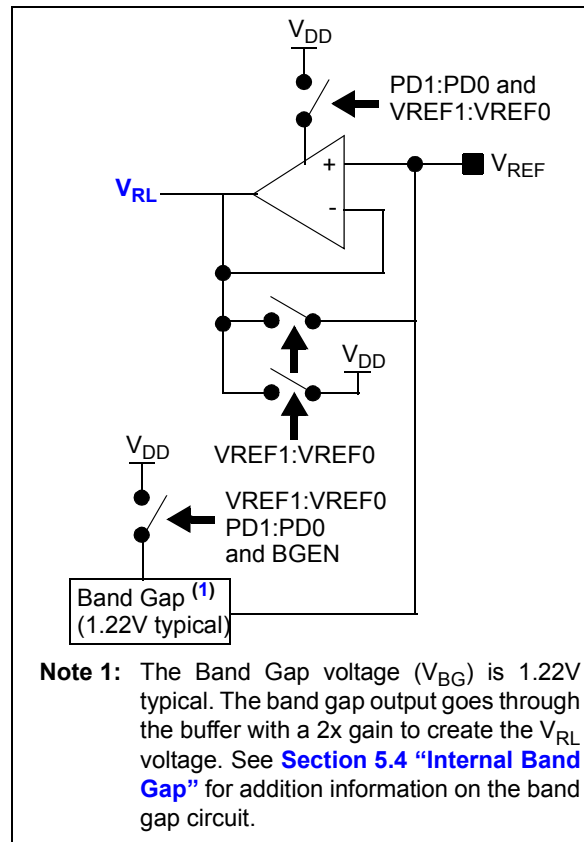 VDD
PD1:PD0 and
VREF1:VREF0
+
VREF
VRL
-
VDD
VREF1:VREF0
VDD
VREF1:VREF0
PD1:PD0
and BGEN
Band Gap (1)
(1.22V typical)
Note 1: The Band Gap voltage (VBG) is 1.22V
typical. The band gap output goes through
the buffer with a 2x gain to create the VRL
voltage. See Section 5.4 “Internal Band
Gap” for addition information on the band
gap circuit.